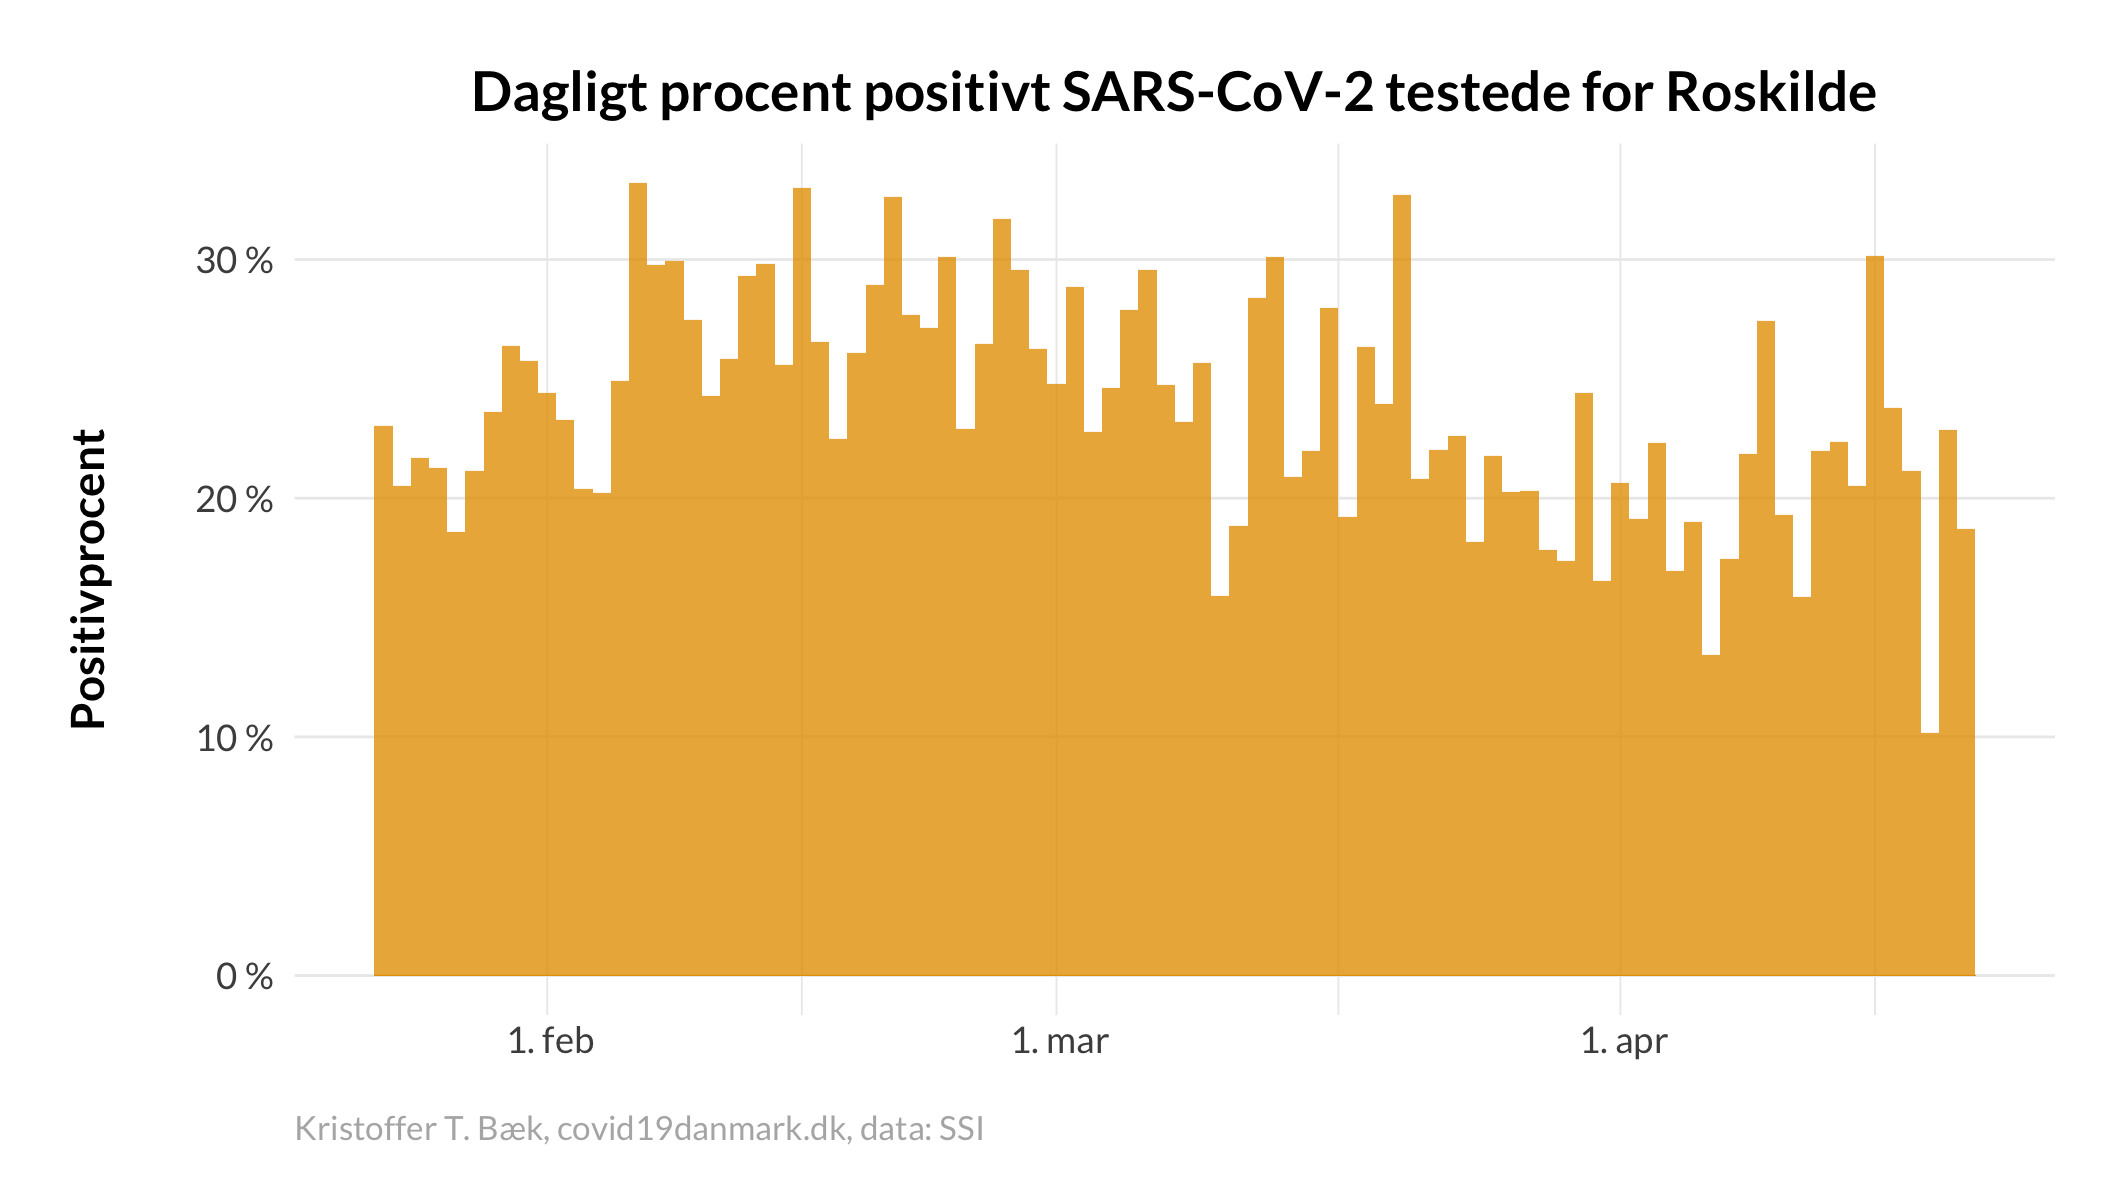 Dagligt procent positivt SARS-CoV-2 testede for Roskilde
Positivprocent
30 %
20 %
10 %
0 %
1. feb
1. mar
1. apr
Kristoffer T. Bæk, covid19danmark.dk, data: SSI